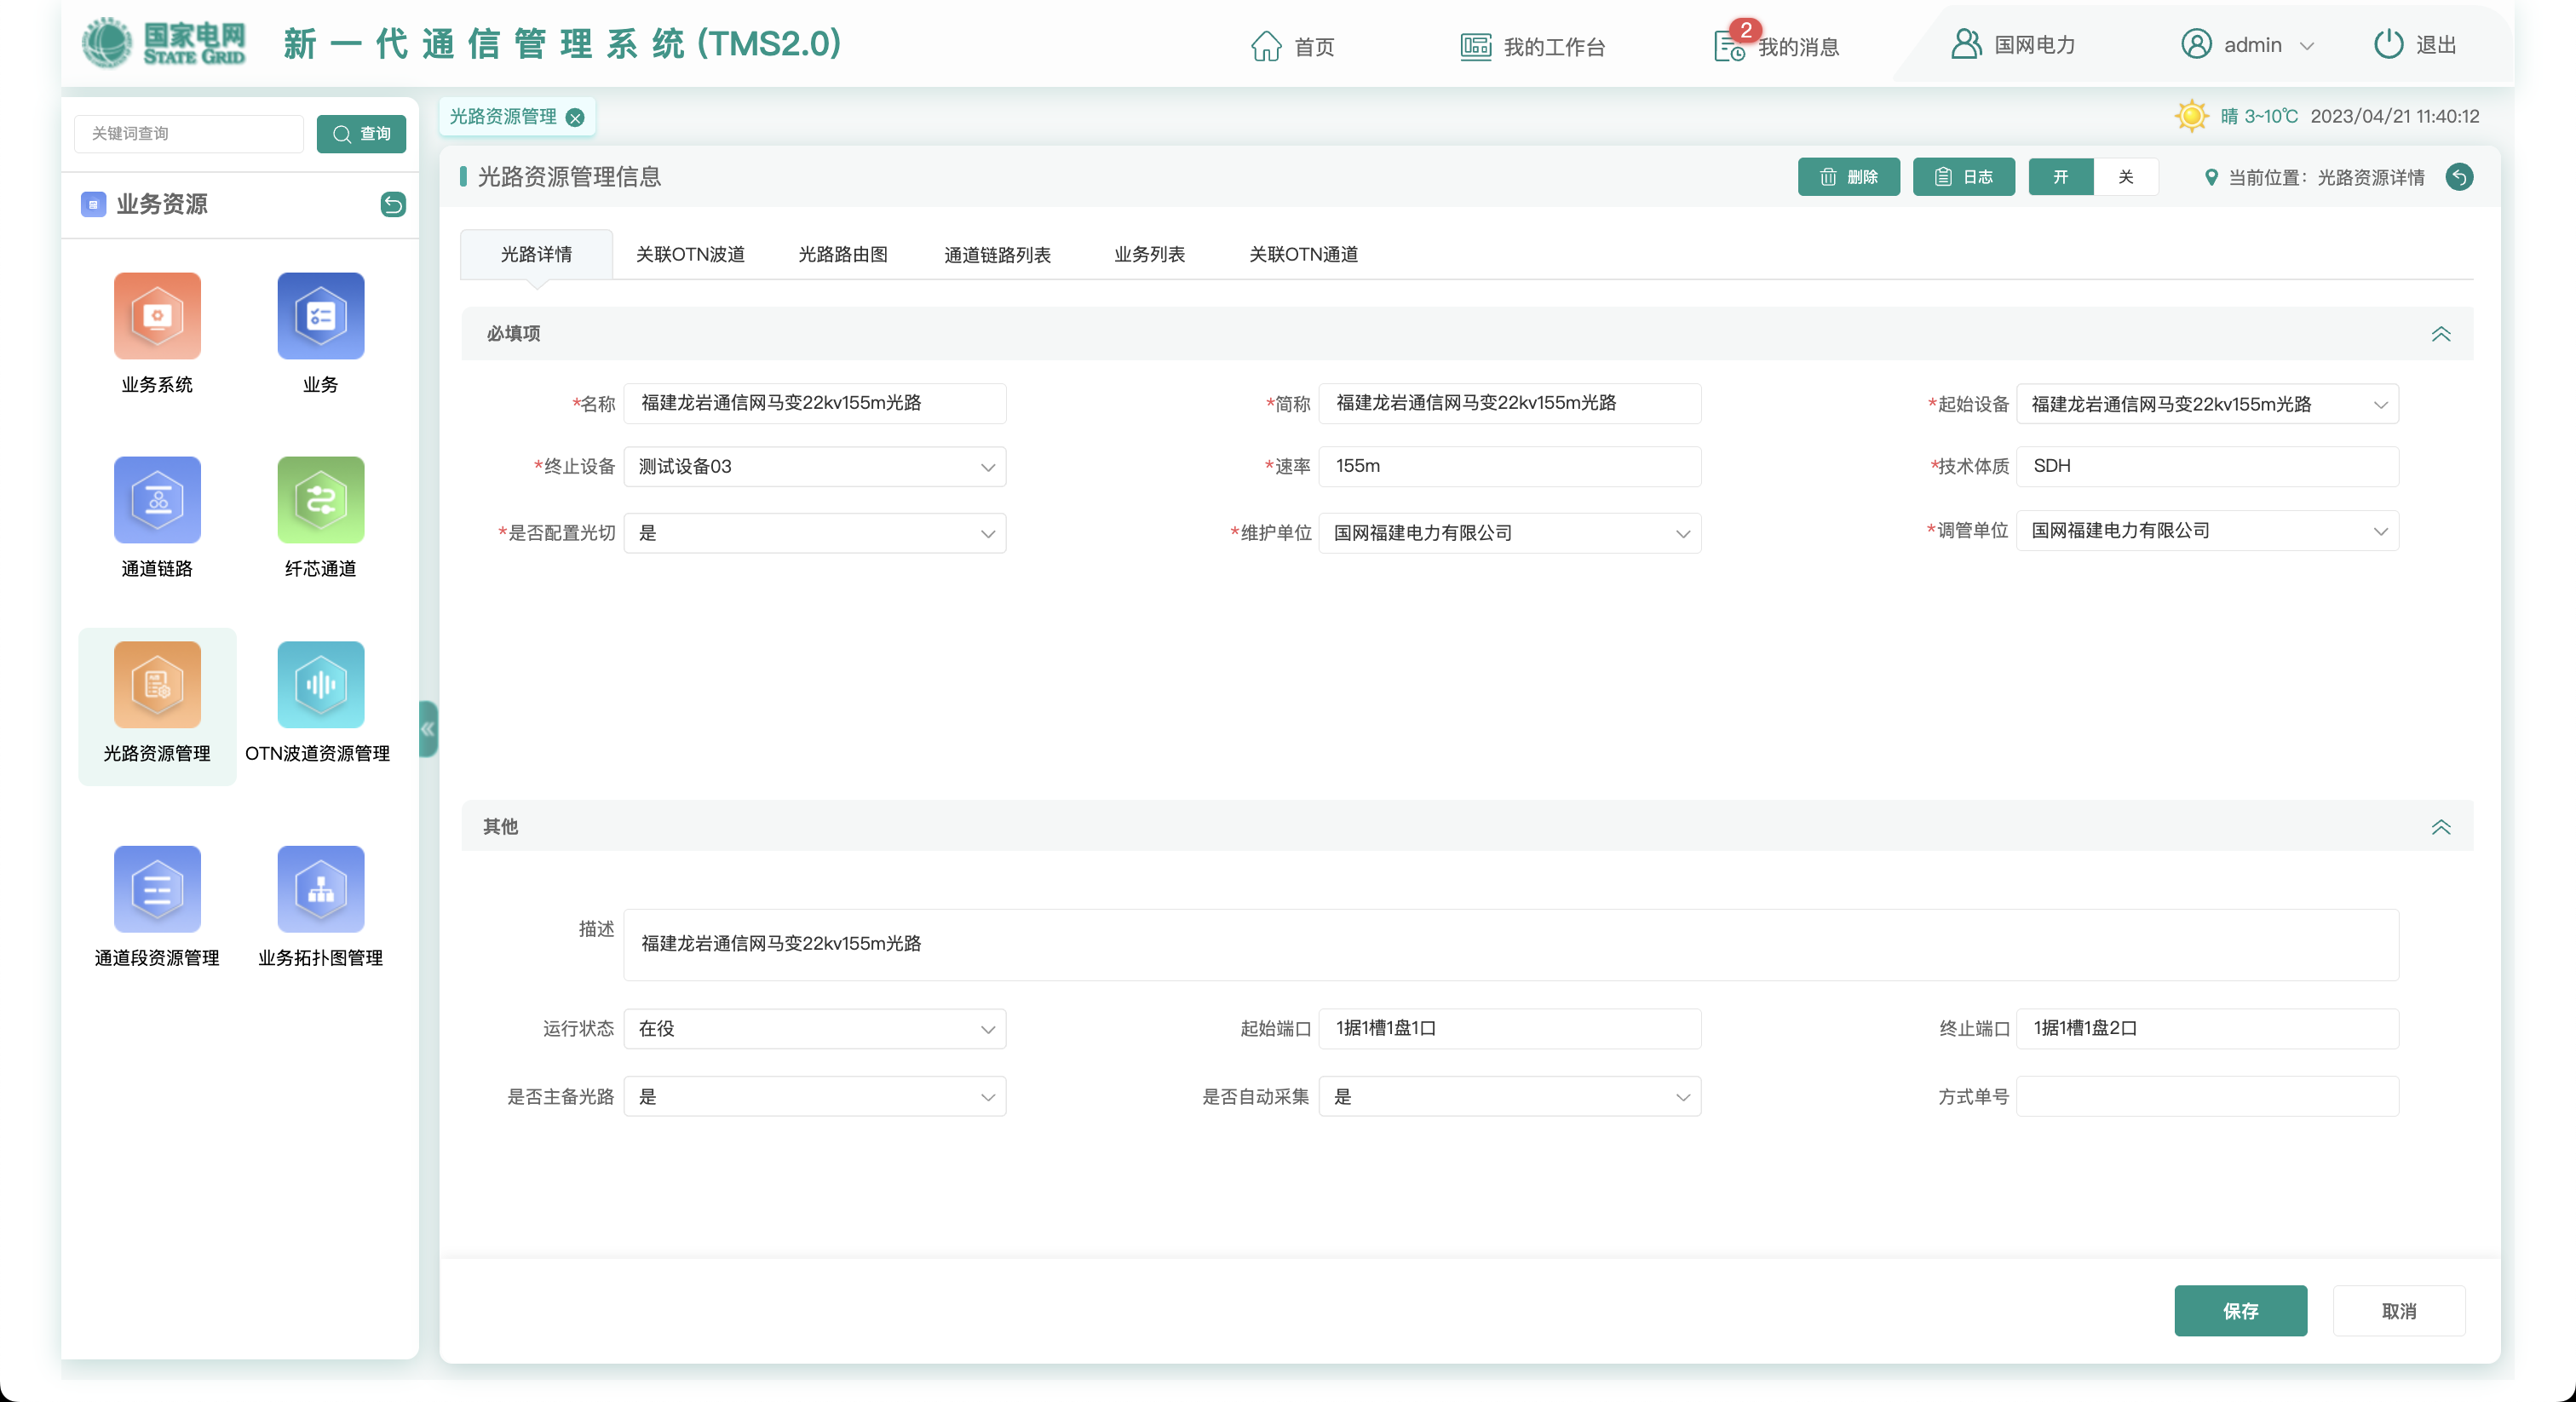 国家电网
STATE GRID
新一代通信管理系统(TMS2.0)
首页
我的工作台
2
我的消息
国网电力
admin
退出
关键词查询
查询
光路资源管理
晴 3~10℃ 2023/04/21 11:40:12
业务资源
光路资源管理信息
删除
日志
开
关
当前位置：光路资源详情
业务系统
业务
通道链路
纤芯通道
光路资源管理
OTN波道资源管理
通道段资源管理
业务拓扑图管理
光路详情
关联OTN波道
光路路由图
通道链路列表
业务列表
关联OTN通道
必填项
*名称 福建龙岩通信网马变22kv155m光路
*简称 福建龙岩通信网马变22kv155m光路
*起始设备 福建龙岩通信网马变22kv155m光路
*终止设备 测试设备03
*速率 155m
*技术体质 SDH
*是否配置光切 是
*维护单位 国网福建电力有限公司
*调管单位 国网福建电力有限公司
其他
描述 福建龙岩通信网马变22kv155m光路
运行状态 在役
起始端口 1据1槽1盘1口
终止端口 1据1槽1盘2口
是否主备光路 是
是否自动采集 是
方式单号
保存
取消